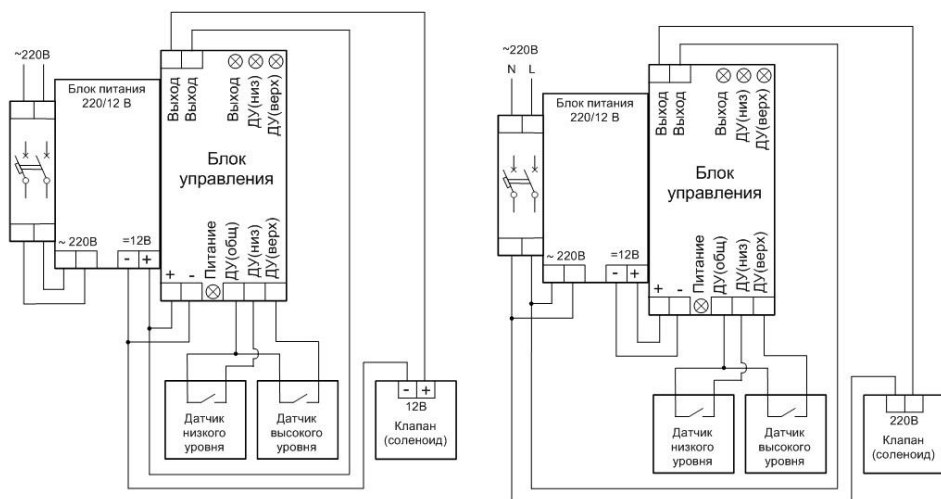 ~220В
Блок питания
220/12 В
Выход
Выход
Выход
ДУ(низ)
ДУ(верх)
Блок
управления
~ 220В
=12В
- +
+
-
Питание
ДУ(общ)
ДУ(низ)
ДУ(верх)
Датчик
низкого
уровня
Датчик
высокого
уровня
- +
12В
Клапан
(соленоид)
~220В
N L
Блок питания
220/12 В
Выход
Выход
Выход
ДУ(низ)
ДУ(верх)
Блок
управления
~ 220В
=12В
- +
+
-
Питание
ДУ(общ)
ДУ(низ)
ДУ(верх)
Датчик
низкого
уровня
Датчик
высокого
уровня
220В
Клапан
(соленоид)